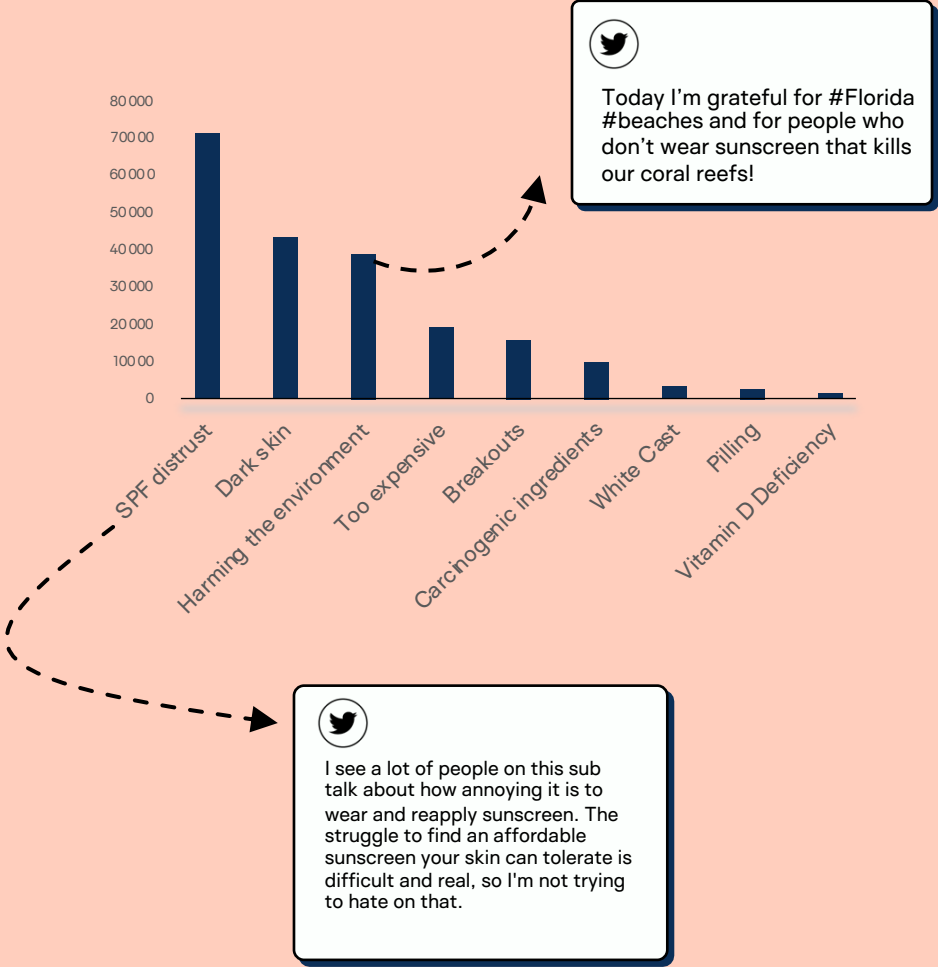 Today I’m grateful for #Florida
#beaches and for people who
don’t wear sunscreen that kills
our coral reefs!
80 000
700 00
60 00 0
50 000
40 000
30 000
20 000
100 00
0
SPF distrust
Dark skin
Harming the environment
Too expensive
Breakouts
Carcinogenic ingredients
White Cast
Pilling
Vitamin D Deficiency
I see a lot of people on this sub
talk about how annoying it is to
wear and reapply sunscreen. The
struggle to find an affordable
sunscreen your skin can tolerate is
difficult and real, so I'm not trying
to hate on that.